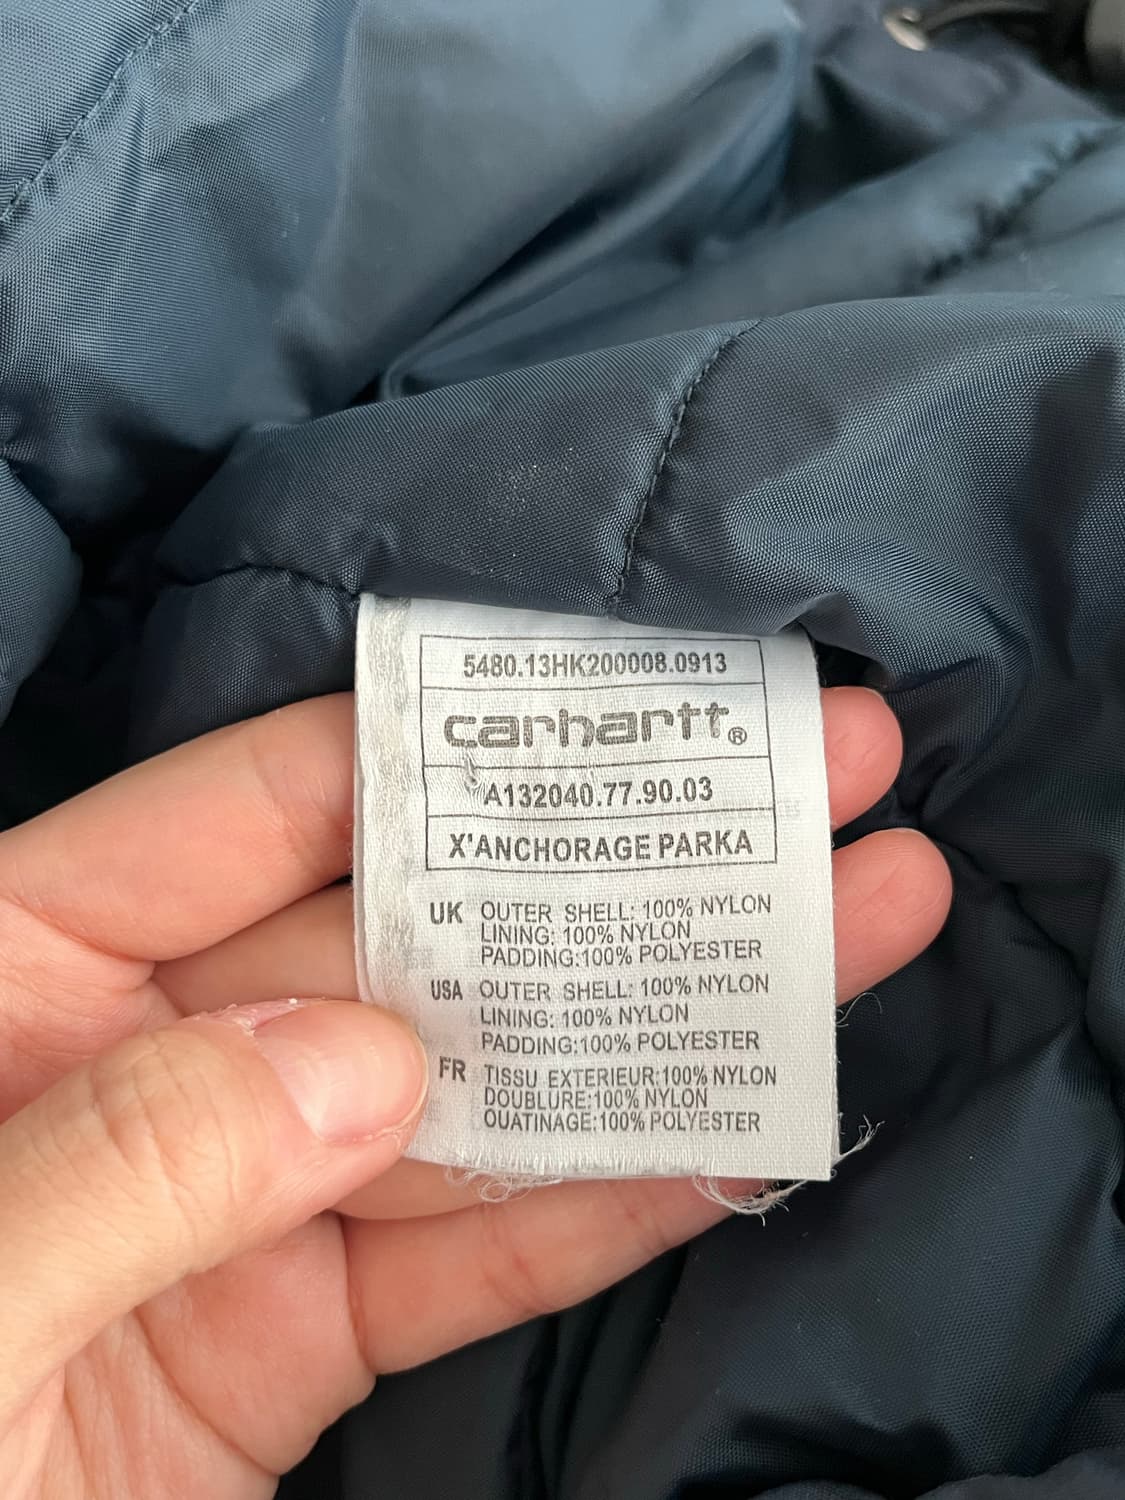 5480.13HK200008.0913
carhartt®
A132040.77.90.03
X'ANCHORAGE PARKA
UK OUTER SHELL: 100% NYLON
LINING: 100% NYLON
PADDING:100% POLYESTER
USA OUTER SHELL: 100% NYLON
LINING: 100% NYLON
PADDING:100% POLYESTER
FR TISSU EXTERIEUR:100% NYLON
DOUBLURE:100% NYLON
OUATINAGE:100% POLYESTER